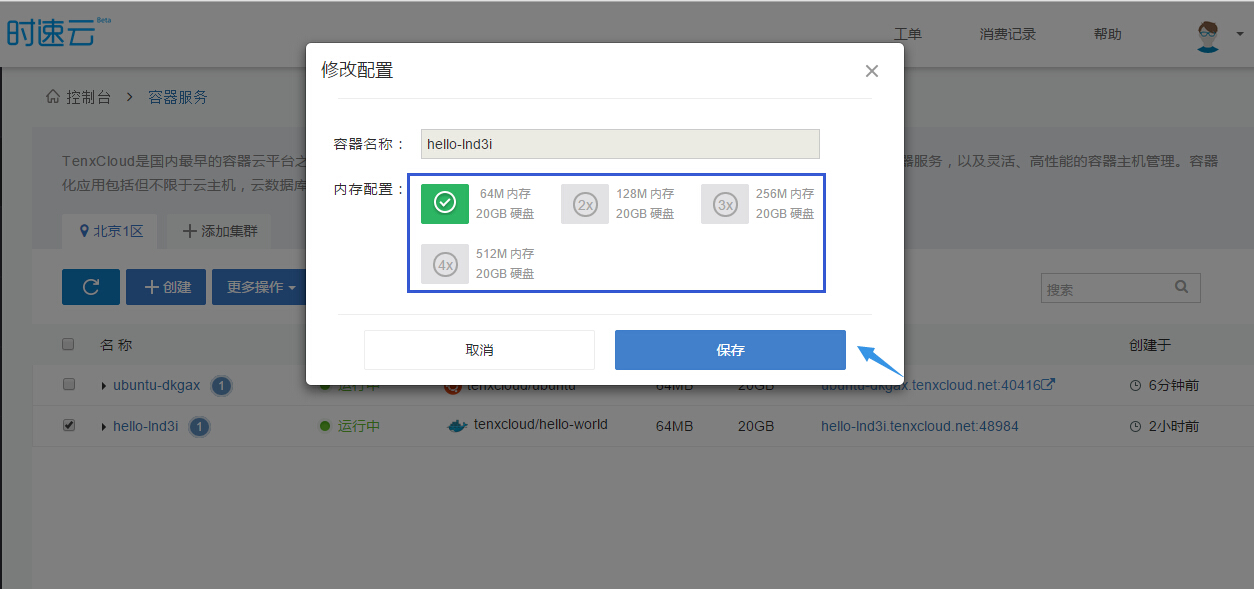 时速云 Beta
工单 消费记录 帮助
修改配置
控制台 > 容器服务
容器名称： hello-lnd3i
TenxCloud是国内最早的容器云平台之
器服务，以及灵活、高性能的容器主机管理。容器
化应用包括但不限于云主机，云数据库
内存配置：
64M 内存 128M 内存 256M 内存
2x 3x
20GB 硬盘 20GB 硬盘 20GB 硬盘
北京1区 添加集群
512M 内存
4x
20GB 硬盘
创建 更多操作 搜索
取消 保存
名称 创建于
ubuntu-dkgax 1 运行中 tenxcloud/ubuntu 64MB 20GB ubuntu-dkgax.tenxcloud.net:40416 6分钟前
hello-lnd3i 1 运行中 tenxcloud/hello-world 64MB 20GB hello-lnd3i.tenxcloud.net:48984 2小时前